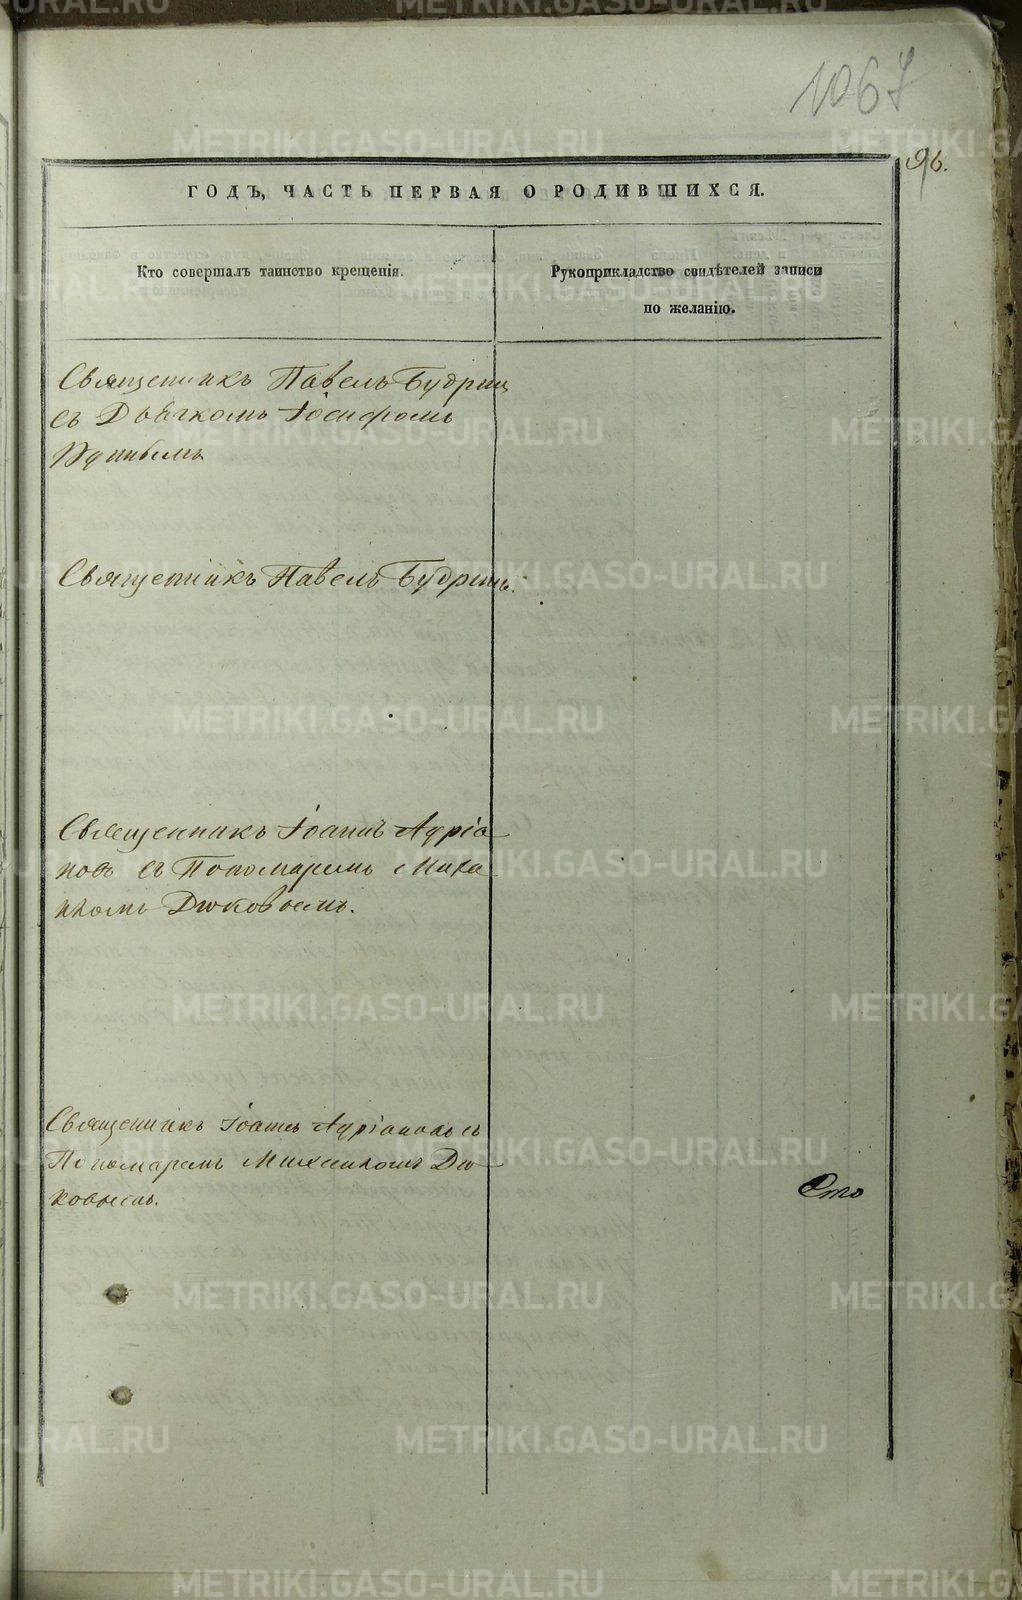 1067
96.
ГОДЪ, ЧАСТЬ ПЕРВАЯ О РОДИВШИХСЯ.
Кто совершалъ таинство крещенія.
Рукоприкладство свидѣтелей записи
по желанію.
Священникъ Павелъ Будринъ
съ Дьячкомъ Іосифомъ
Священникъ Павелъ Будринъ.
Священникъ Іоаннъ Адріа
новъ съ Пономаремъ Миха
иломъ Дюковымъ.
Священникъ Іоаннъ Адріановъ съ
Пономаремъ Михаиломъ Дю
ковымъ.
METRIKI.GASO-URAL.RU